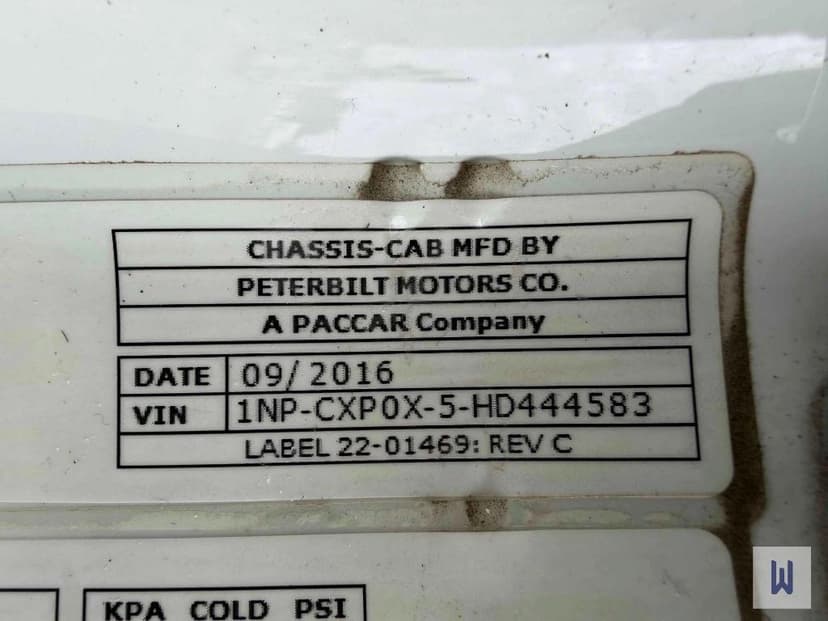 CHASSIS-CAB MFD BY
PETERBILT MOTORS CO.
A PACCAR Company
DATE 09/2016
VIN 1NP-CXP0X-5-HD444583
LABEL 22-01469: REV C
KPA COLD PSI
W